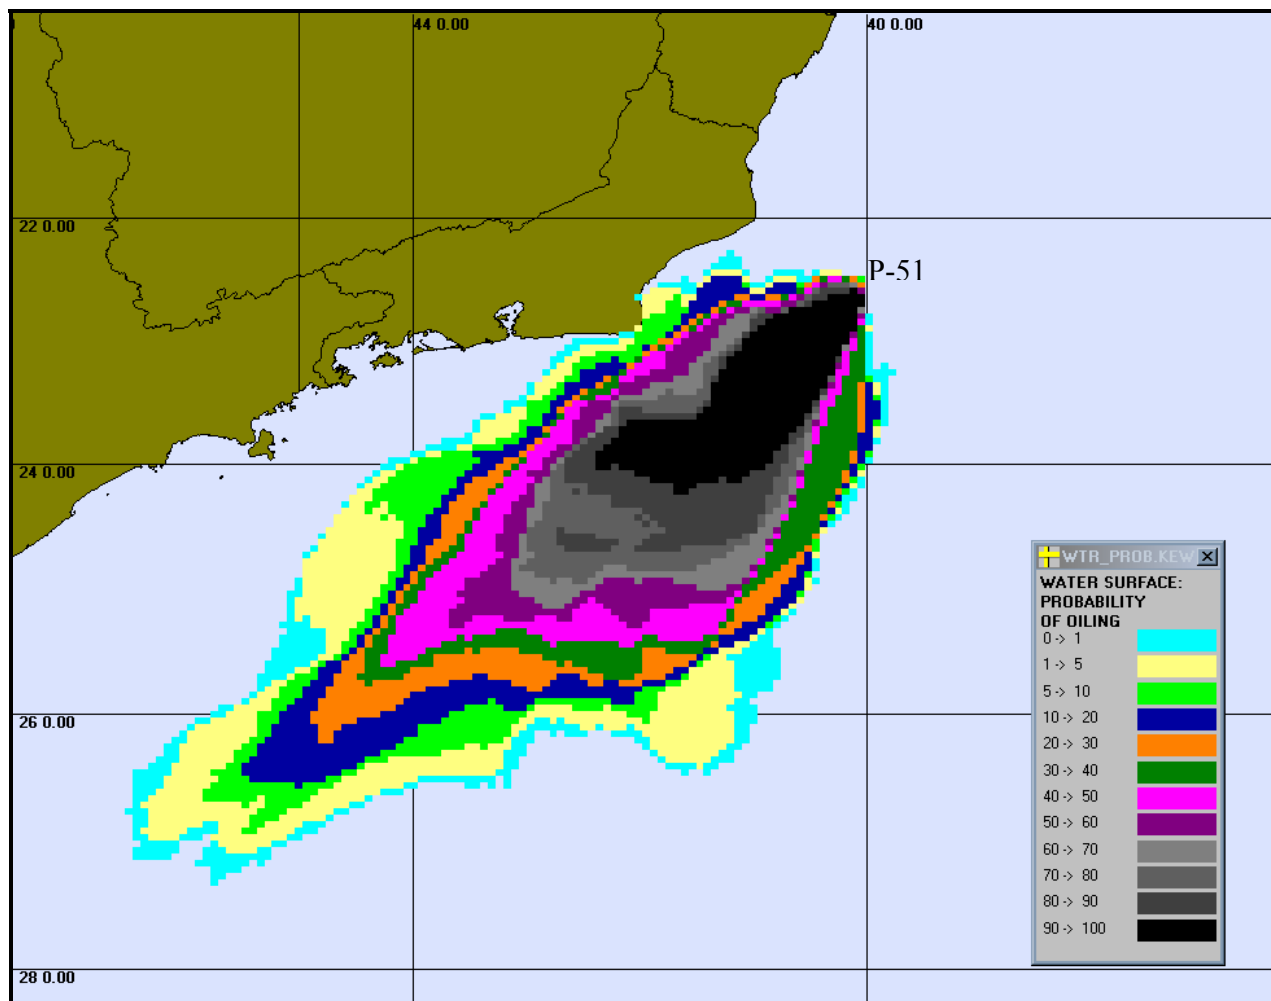 44 0.00
40 0.00
22 0.00
P-51
24 0.00
WTR_PROB.KEW
WATER SURFACE:
PROBABILITY
OF OILING
0 -> 1
1 -> 5
5 -> 10
10 -> 20
20 -> 30
30 -> 40
40 -> 50
50 -> 60
60 -> 70
70 -> 80
80 -> 90
90 -> 100
26 0.00
28 0.00